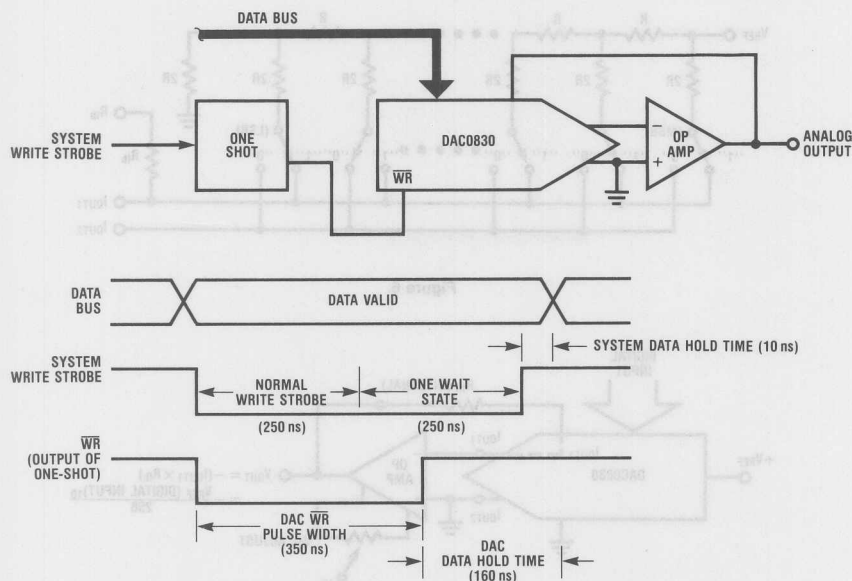 DATA BUS
SYSTEM
WRITE STROBE
ONE
SHOT
DAC0830
WR
−
+
OP
AMP
ANALOG
OUTPUT
DATA
BUS
DATA VALID
SYSTEM DATA HOLD TIME (10 ns)
SYSTEM
WRITE STROBE
NORMAL
WRITE STROBE
(250 ns)
ONE WAIT
STATE
(250 ns)
WR
(OUTPUT OF
ONE-SHOT)
DAC WR
PULSE WIDTH
(350 ns)
DAC
DATA HOLD TIME
(160 ns)